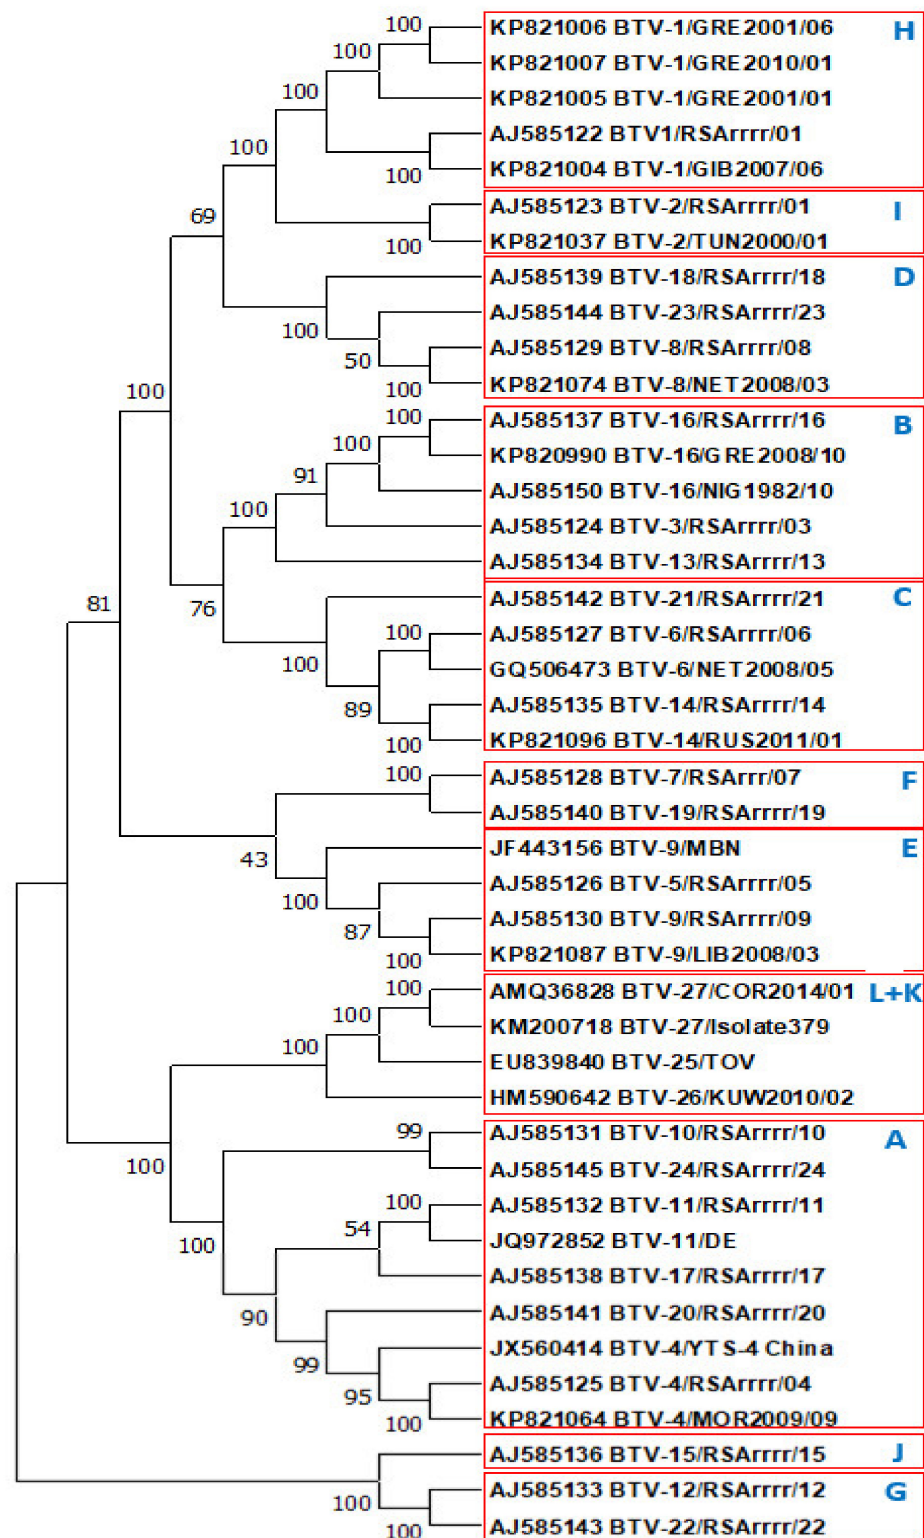 100 KP821006 BTV-1/GRE2001/06 H
100 KP821007 BTV-1/GRE2010/01
100 KP821005 BTV-1/GRE2001/01
100 AJ585122 BTV1/RSArrrr/01
100 KP821004 BTV-1/GIB2007/06
69 AJ585123 BTV-2/RSArrrr/01 I
100 KP821037 BTV-2/TUN2000/01
AJ585139 BTV-18/RSArrrr/18 D
100 AJ585144 BTV-23/RSArrrr/23
50 AJ585129 BTV-8/RSArrrr/08
100 100 KP821074 BTV-8/NET2008/03
100 AJ585137 BTV-16/RSArrrr/16 B
100 KP820990 BTV-16/GRE2008/10
91 AJ585150 BTV-16/NIG1982/10
100 AJ585124 BTV-3/RSArrrr/03
AJ585134 BTV-13/RSArrrr/13
81 76 AJ585142 BTV-21/RSArrrr/21 C
100 AJ585127 BTV-6/RSArrrr/06
100 GQ506473 BTV-6/NET2008/05
89 AJ585135 BTV-14/RSArrrr/14
100 KP821096 BTV-14/RUS2011/01
100 AJ585128 BTV-7/RSArrr/07 F
AJ585140 BTV-19/RSArrrr/19
43 JF443156 BTV-9/MBN E
100 AJ585126 BTV-5/RSArrrr/05
87 AJ585130 BTV-9/RSArrrr/09
100 KP821087 BTV-9/LIB2008/03
100 AMQ36828 BTV-27/COR2014/01 L+K
100 KM200718 BTV-27/Isolate379
100 EU839840 BTV-25/TOV
HM590642 BTV-26/KUW2010/02
99 AJ585131 BTV-10/RSArrrr/10 A
100 AJ585145 BTV-24/RSArrrr/24
100 AJ585132 BTV-11/RSArrrr/11
100 54 JQ972852 BTV-11/DE
AJ585138 BTV-17/RSArrrr/17
90 AJ585141 BTV-20/RSArrrr/20
99 JX560414 BTV-4/YTS-4 China
95 AJ585125 BTV-4/RSArrrr/04
100 KP821064 BTV-4/MOR2009/09
AJ585136 BTV-15/RSArrrr/15 J
100 AJ585133 BTV-12/RSArrrr/12 G
100 AJ585143 BTV-22/RSArrrr/22